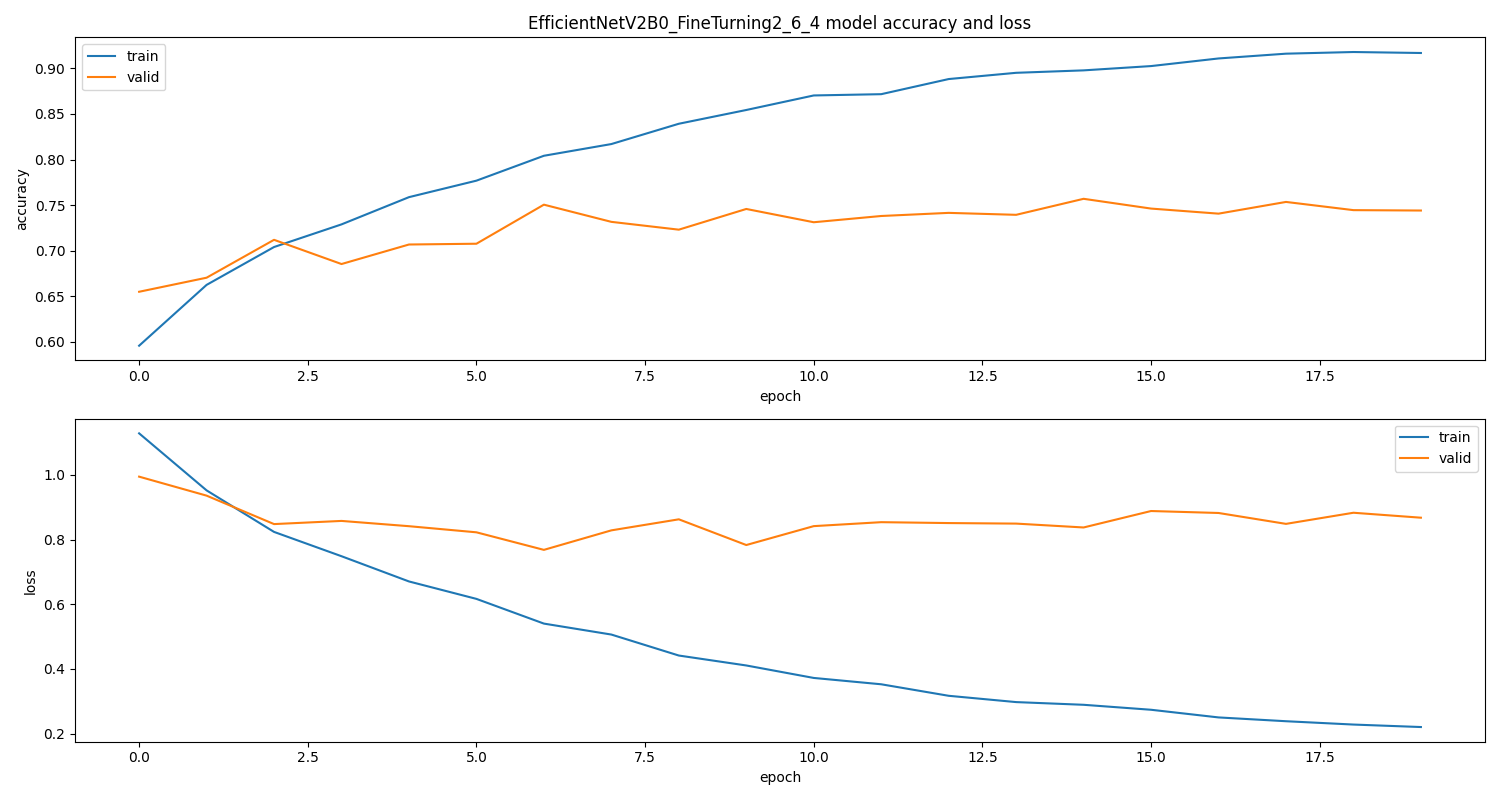 EfficientNetV2B0_FineTurning2_6_4 model accuracy and loss
train
valid
accuracy
0.90
0.85
0.80
0.75
0.70
0.65
0.60
0.0 2.5 5.0 7.5 10.0 12.5 15.0 17.5
epoch
train
valid
loss
1.0
0.8
0.6
0.4
0.2
0.0 2.5 5.0 7.5 10.0 12.5 15.0 17.5
epoch